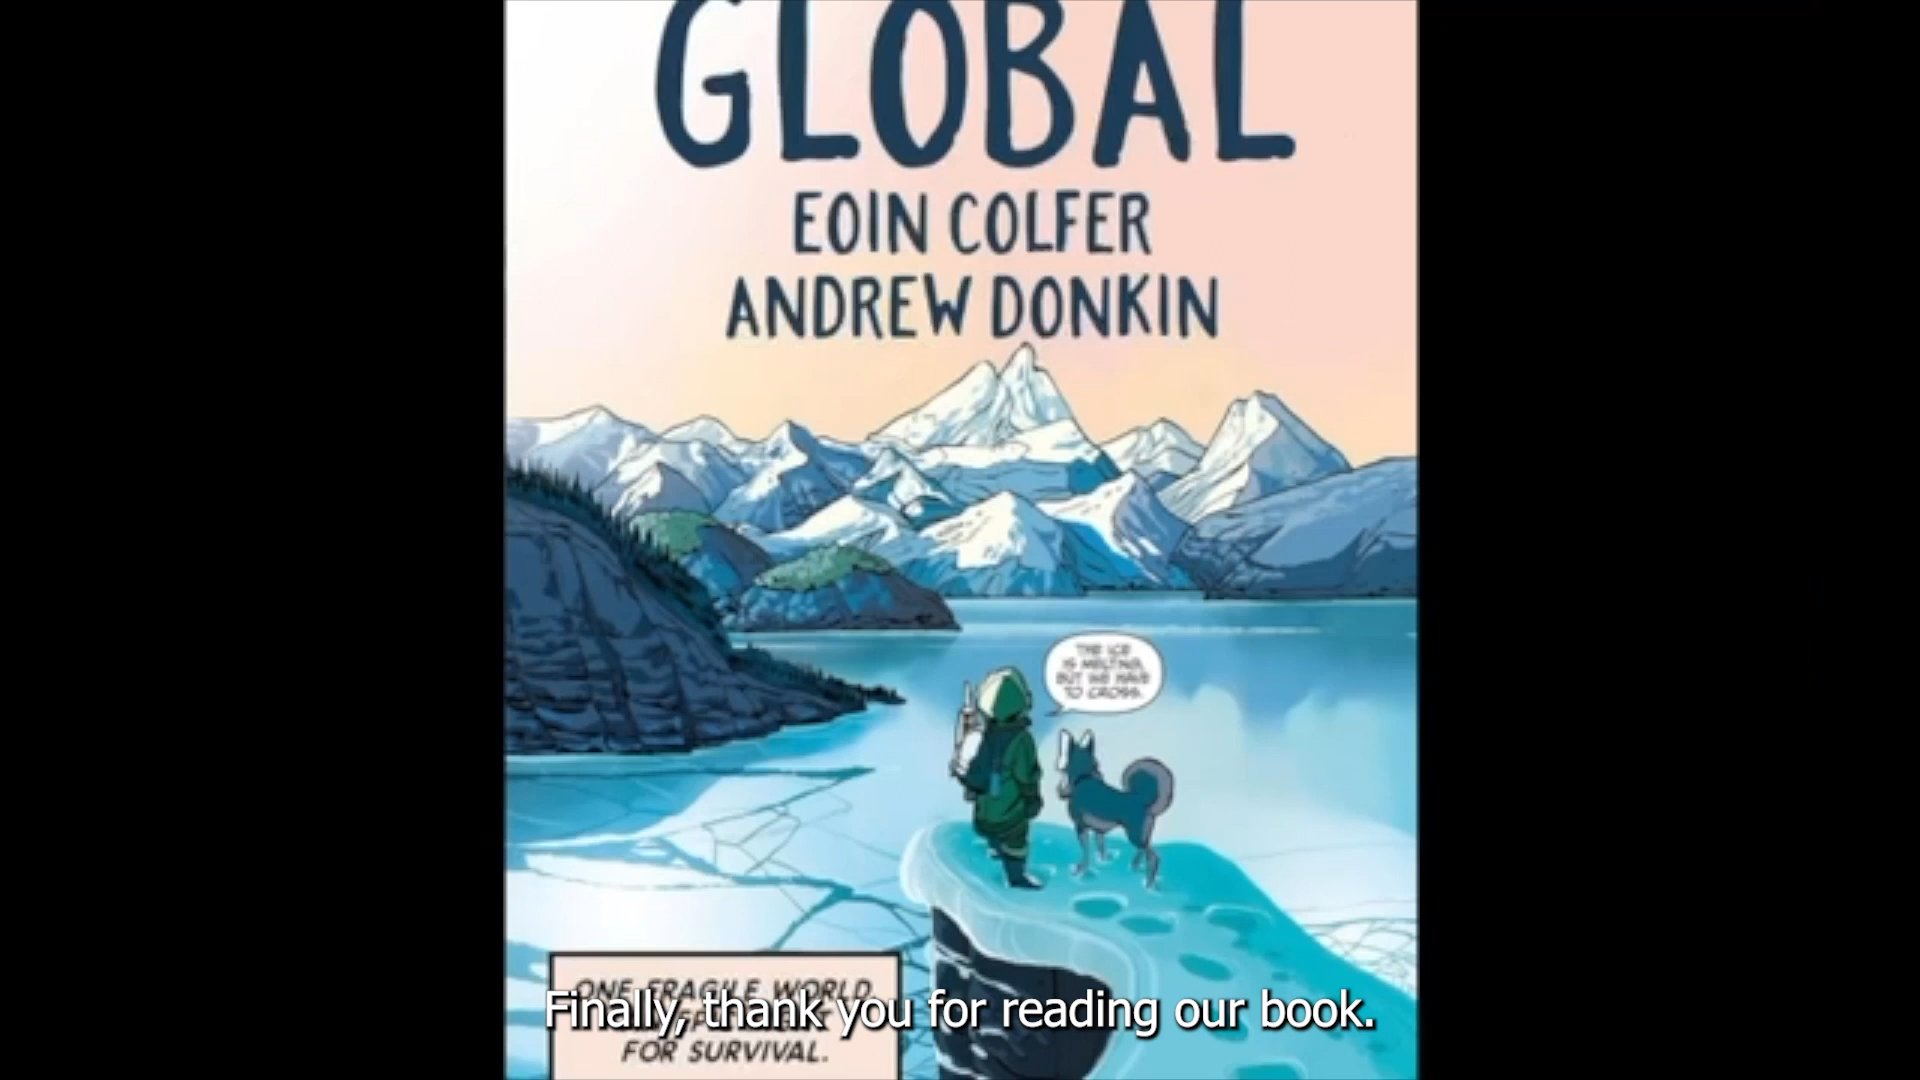 GLOBAL
EOIN COLFER
ANDREW DONKIN
THE ICE
IS MELTING,
BUT WE HAVE
TO CROSS.
ONE FRAGILE WORLD.
FOR SURVIVAL.
Finally, thank you for reading our book.